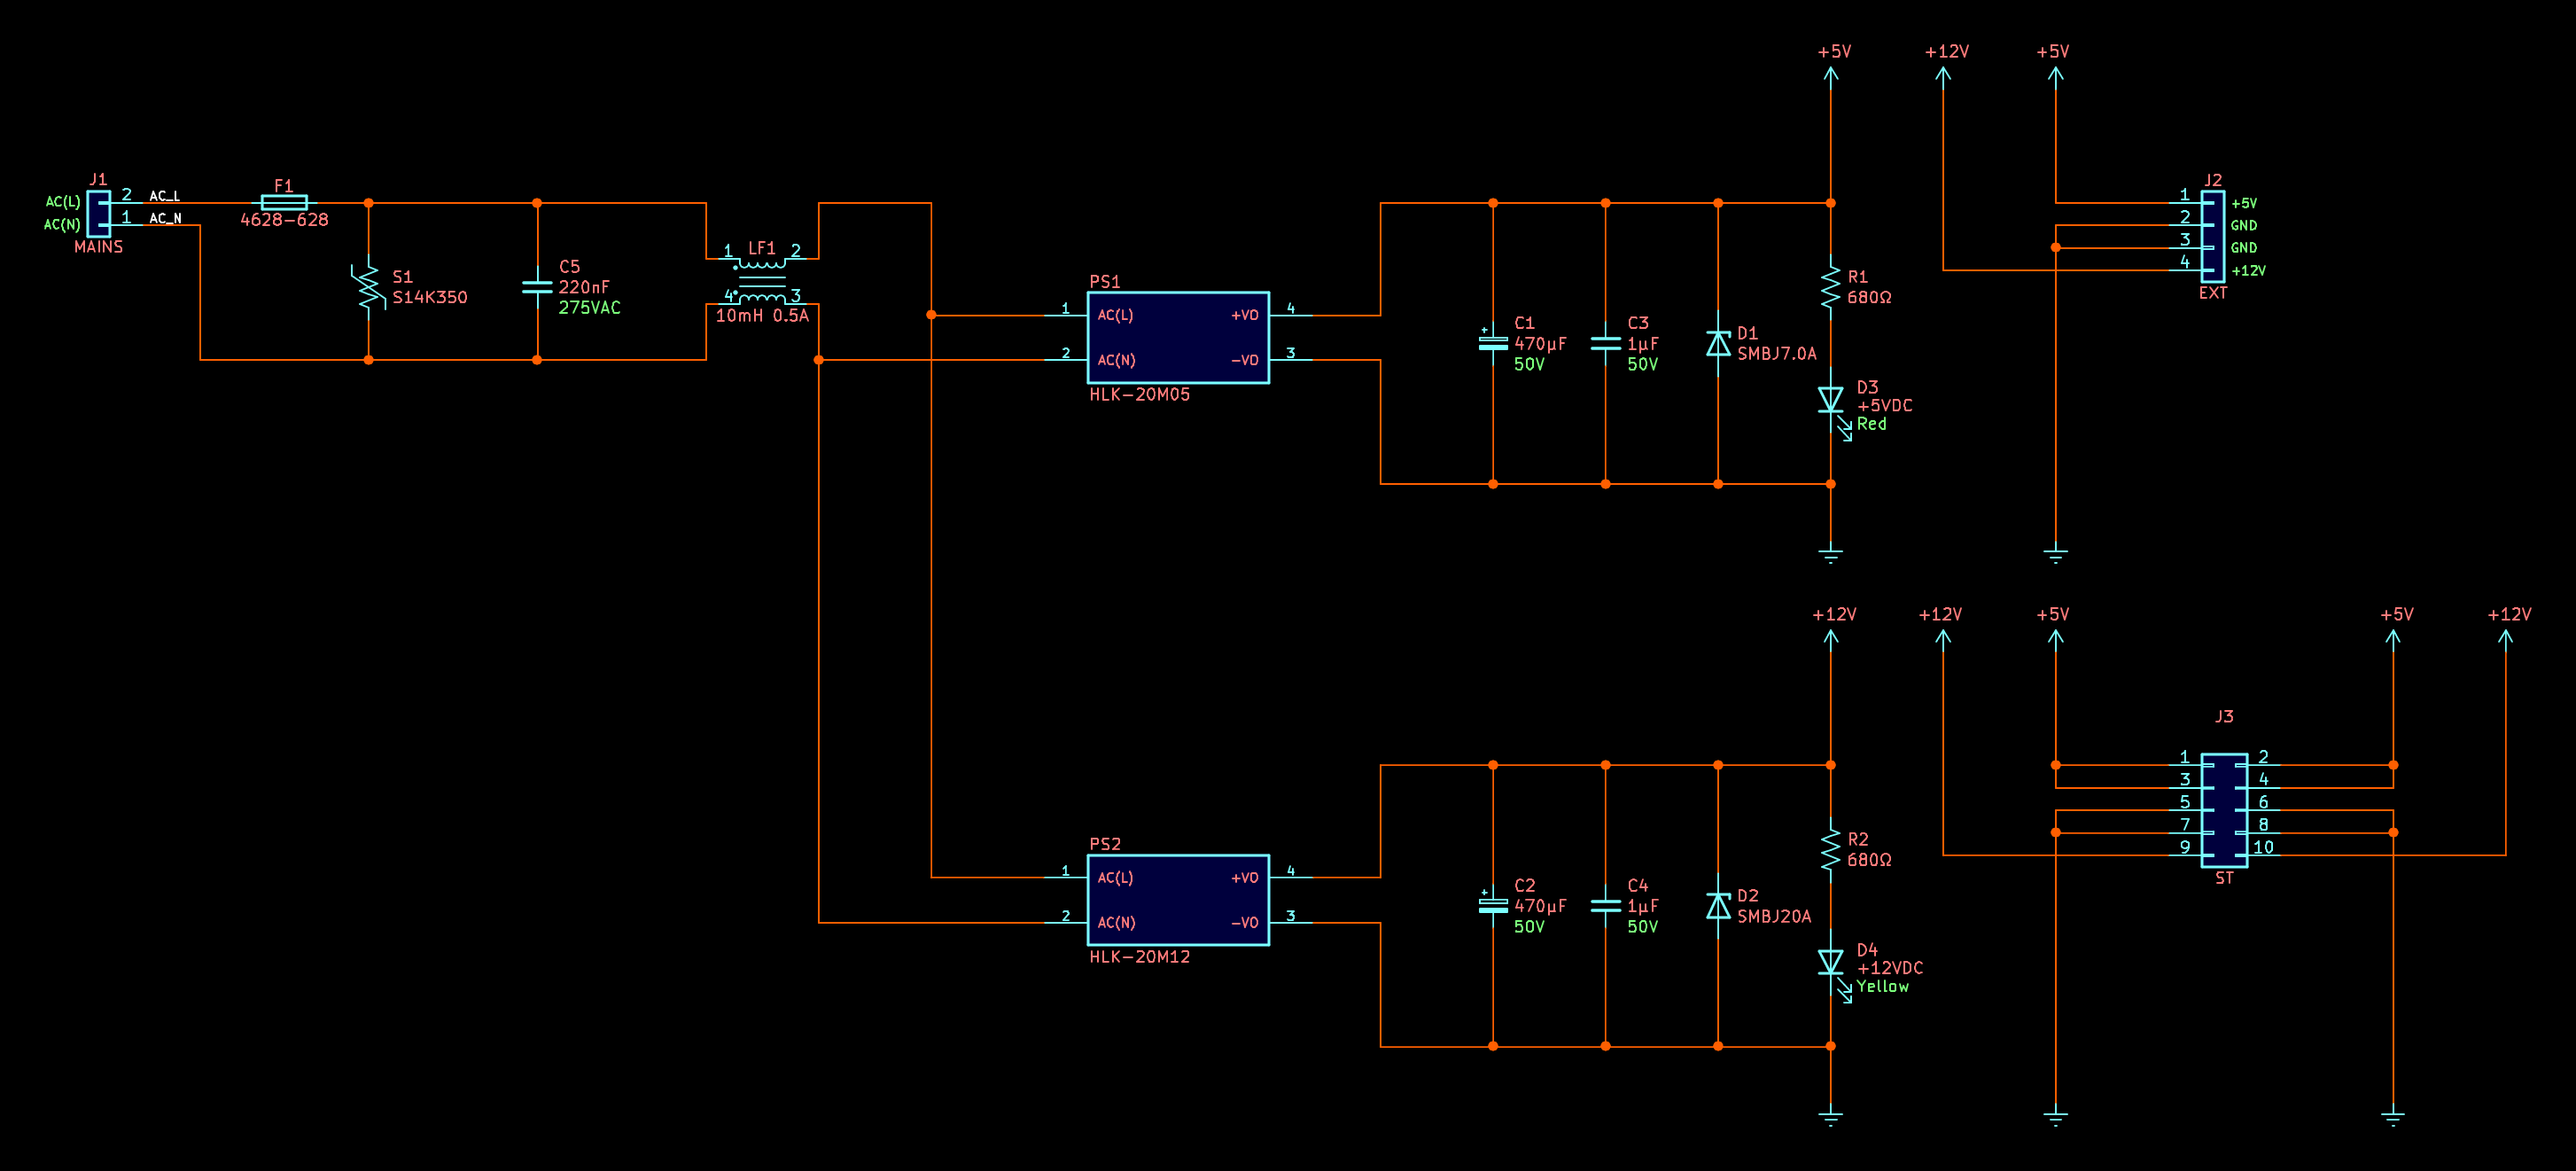 +5V
+12V
+5V
J1
AC(L)
2
AC_L
AC(N)
1
AC_N
MAINS
F1
4628-628
S1
S14K350
C5
220nF
275VAC
1
LF1
2
4
3
10mH 0.5A
PS1
1
AC(L)
+VO
4
2
AC(N)
-VO
3
HLK-20M05
C1
470µF
50V
C3
1µF
50V
D1
SMBJ7.0A
R1
680Ω
D3
+5VDC
Red
J2
1
+5V
2
GND
3
GND
4
+12V
EXT
+12V
+12V
+5V
+5V
+12V
PS2
1
AC(L)
+VO
4
2
AC(N)
-VO
3
HLK-20M12
C2
470µF
50V
C4
1µF
50V
D2
SMBJ20A
R2
680Ω
D4
+12VDC
Yellow
J3
1
2
3
4
5
6
7
8
9
10
ST